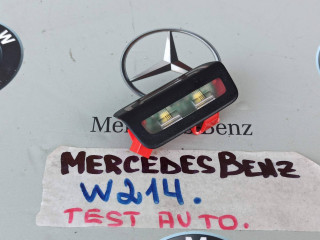 W
Mercedes-Benz
MERCEDES BENZ
W214.
TEST AUTO.